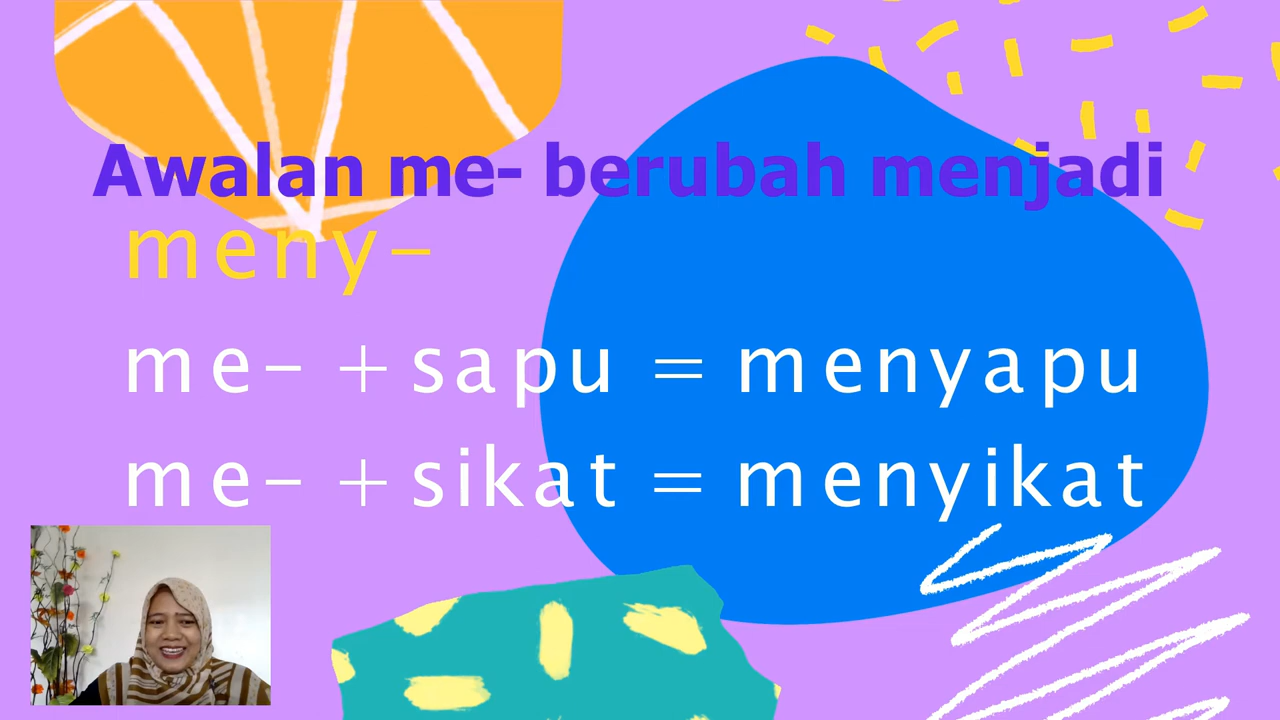 Awalan me- berubah menjadi
meny-
me- + sapu = menyapu
me- + sikat = menyikat